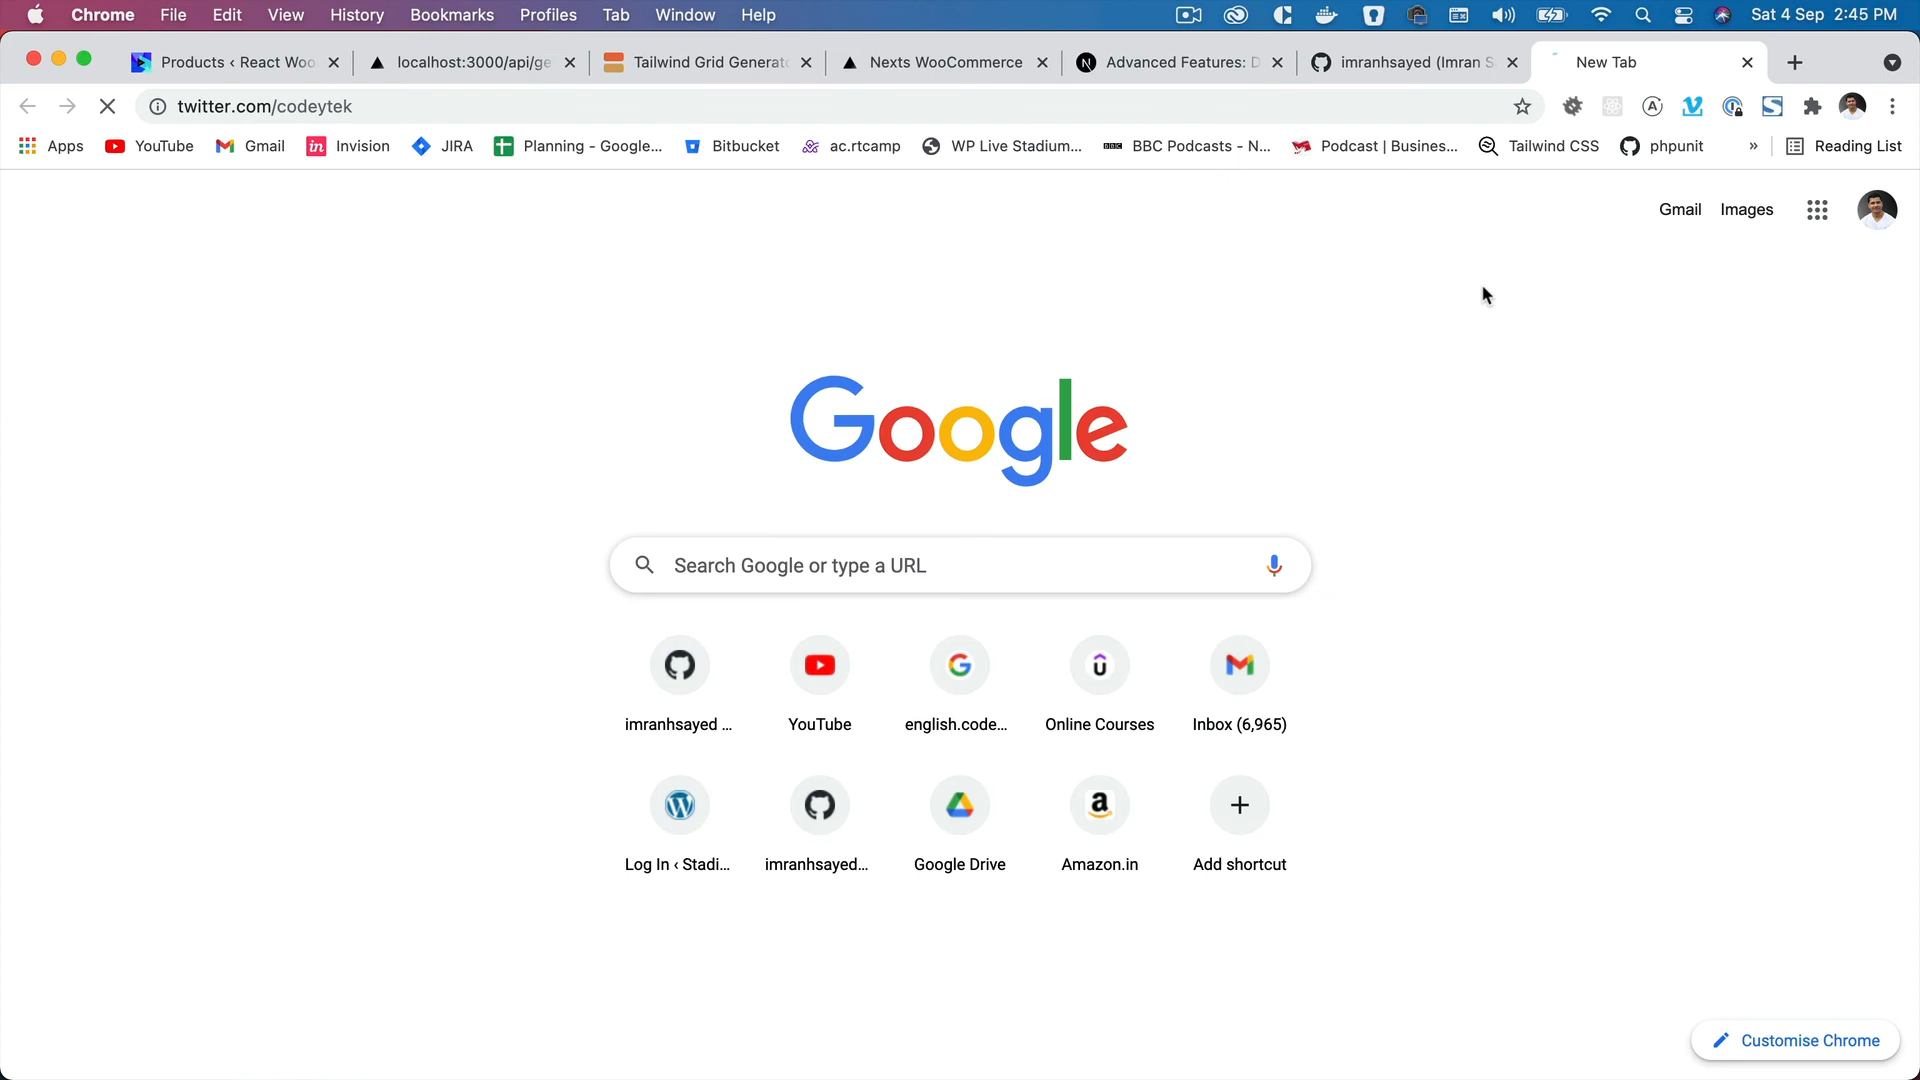 Chrome File Edit View History Bookmarks Profiles Tab Window Help Sat 4 Sep 2:45 PM
Products ‹ React Woo localhost:3000/api/ge Tailwind Grid Generat Nexts WooCommerce Advanced Features: D imranhsayed (Imran S New Tab
twitter.com/codeytek
Apps YouTube Gmail Invision JIRA Planning - Google... Bitbucket ac.rtcamp WP Live Stadium... BBC Podcasts - N... Podcast | Busines... Tailwind CSS phpunit » Reading List
Gmail Images
Google
Search Google or type a URL
imranhsayed ... YouTube english.code... Online Courses Inbox (6,965)
Log In ‹ Stadi... imranhsayed... Google Drive Amazon.in Add shortcut
Customise Chrome